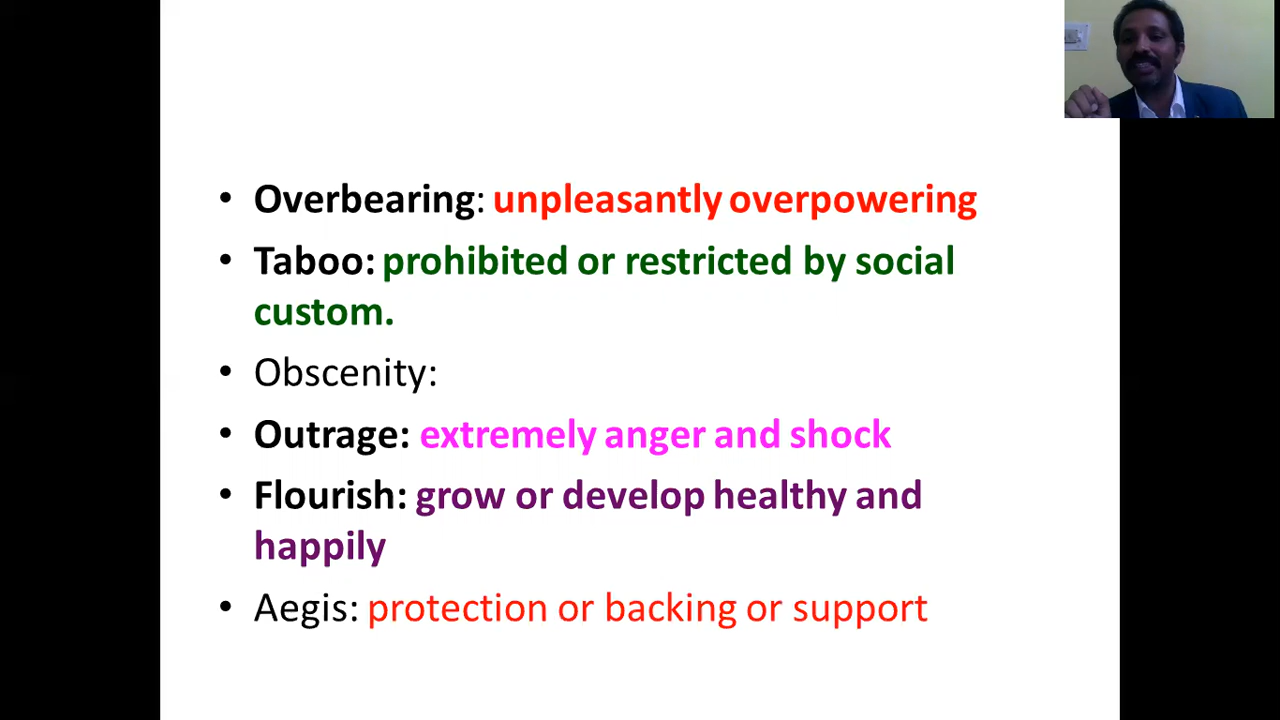 • Overbearing: unpleasantly overpowering
• Taboo: prohibited or restricted by social
custom.
• Obscenity:
• Outrage: extremely anger and shock
• Flourish: grow or develop healthy and
happily
• Aegis: protection or backing or support